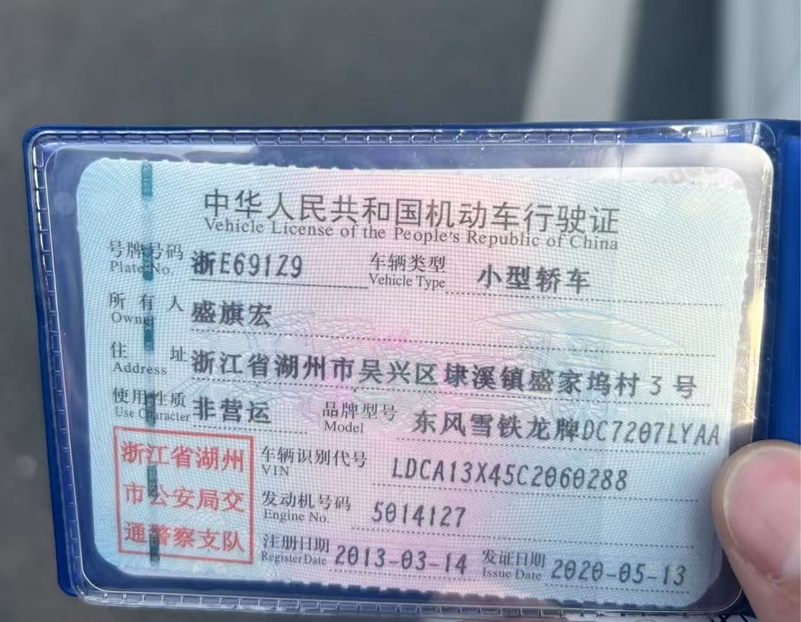 中华人民共和国机动车行驶证
Vehicle License of the People's Republic of China
号牌号码 浙E691Z9 车辆类型 小型轿车
Plate No. Vehicle Type
所有人 盛旗宏
Owner
住址 浙江省湖州市吴兴区埭溪镇盛家坞村3号
Address
使用性质 非营运 品牌型号 东风雪铁龙牌DC7207LYAA
Use Character Model
浙江省湖州市公安局交通警察支队
车辆识别代号 LDCA13X45C2060288
VIN
发动机号码 5014127
Engine No.
注册日期 2013-03-14 发证日期 2020-05-13
Register Date Issue Date